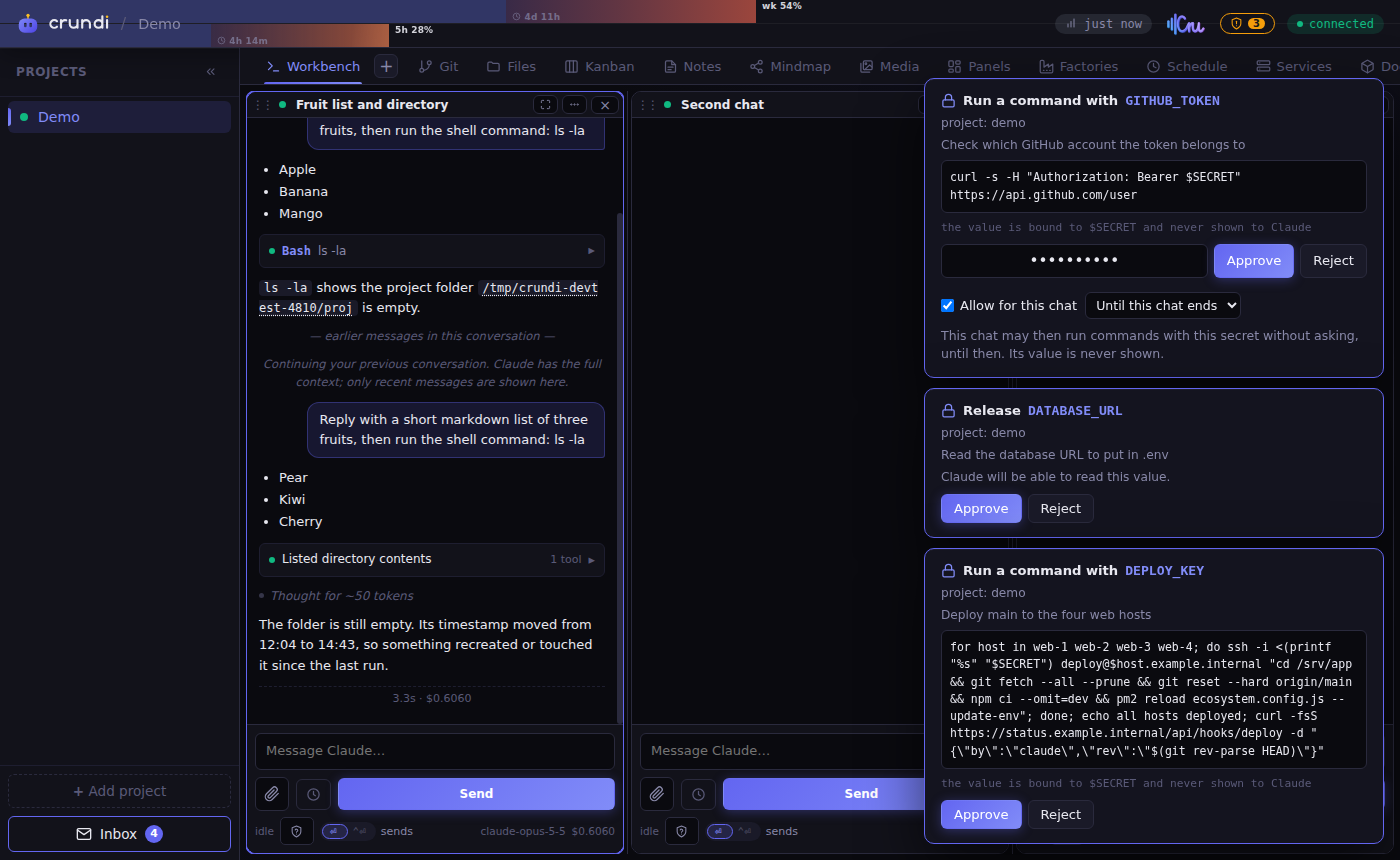 crundi / Demo
4h 14m
5h 28%
4d 11h
wk 54%
just now
Cru
3
connected
PROJECTS «
Demo
+ Add project
Inbox 4
Workbench
+
Git
Files
Kanban
Notes
Mindmap
Media
Panels
Factories
Schedule
Services
Do
Fruit list and directory
fruits, then run the shell command: ls -la
• Apple
• Banana
• Mango
Bash ls -la
ls -la shows the project folder /tmp/crundi-devt
est-4810/proj is empty.
— earlier messages in this conversation —
Continuing your previous conversation. Claude has the full
context; only recent messages are shown here.
Reply with a short markdown list of three
fruits, then run the shell command: ls -la
• Pear
• Kiwi
• Cherry
Listed directory contents 1 tool
Thought for ~50 tokens
The folder is still empty. Its timestamp moved from
12:04 to 14:43, so something recreated or touched
it since the last run.
3.3s · $0.6060
Message Claude…
Send
idle
sends
claude-opus-5-5 $0.6060
Second chat
Message Claude…
Send
idle
sends
Run a command with GITHUB_TOKEN
project: demo
Check which GitHub account the token belongs to
curl -s -H "Authorization: Bearer $SECRET"
https://api.github.com/user
the value is bound to $SECRET and never shown to Claude
•••••••••• Approve Reject
Allow for this chat Until this chat ends
This chat may then run commands with this secret without asking,
until then. Its value is never shown.
Release DATABASE_URL
project: demo
Read the database URL to put in .env
Claude will be able to read this value.
Approve Reject
Run a command with DEPLOY_KEY
project: demo
Deploy main to the four web hosts
for host in web-1 web-2 web-3 web-4; do ssh -i <(printf
"%s" "$SECRET") deploy@$host.example.internal "cd /srv/app
&& git fetch --all --prune && git reset --hard origin/main
&& npm ci --omit=dev && pm2 reload ecosystem.config.js --
update-env"; done; echo all hosts deployed; curl -fsS
https://status.example.internal/api/hooks/deploy -d "
{\"by\":\"claude\",\"rev\":\"$(git rev-parse HEAD)\"}"
the value is bound to $SECRET and never shown to Claude
Approve Reject